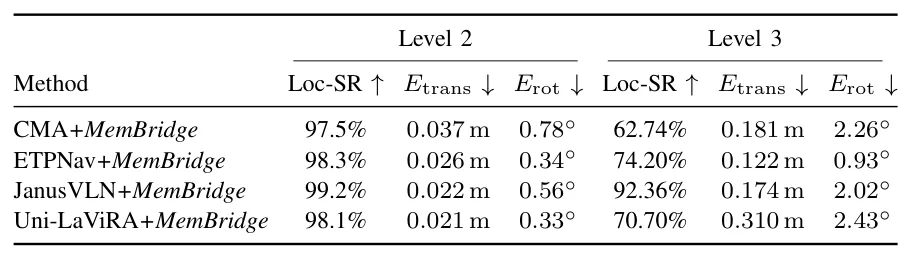 Level 2 Level 3
Method Loc-SR ↑ E_trans ↓ E_rot ↓ Loc-SR ↑ E_trans ↓ E_rot ↓
CMA+MemBridge 97.5% 0.037 m 0.78° 62.74% 0.181 m 2.26°
ETPNav+MemBridge 98.3% 0.026 m 0.34° 74.20% 0.122 m 0.93°
JanusVLN+MemBridge 99.2% 0.022 m 0.56° 92.36% 0.174 m 2.02°
Uni-LaViRA+MemBridge 98.1% 0.021 m 0.33° 70.70% 0.310 m 2.43°